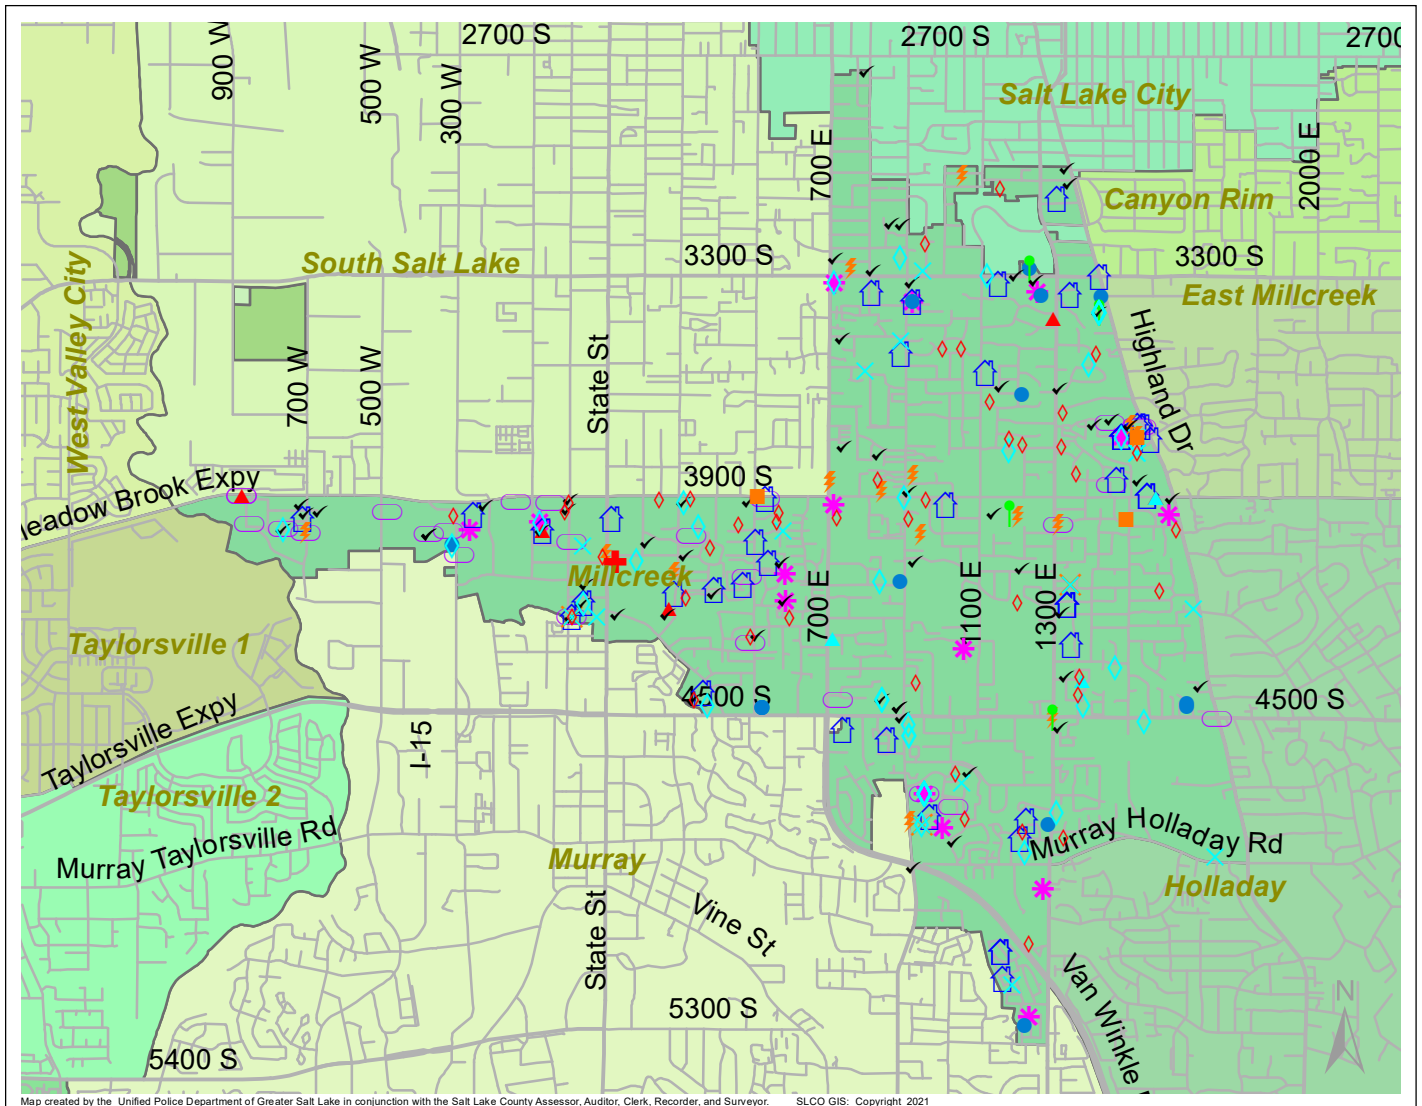 2700 S
2700 S
2700
900 W
500 W
300 W
Salt Lake City
700 E
2000 E
Canyon Rim
South Salt Lake
3300 S
3300 S
West Valley City
East Millcreek
Highland Dr
700 W
500 W
State St
3900 S
Meadow Brook Expy
Millcreek
700 E
1100 E
1300 E
Taylorsville 1
4500 S
4500 S
Taylorsville Expy
I-15
Taylorsville 2
Murray Taylorsville Rd
Murray
Murray Holladay Rd
Holladay
State St
Vine St
Van Winkle
5300 S
N
5400 S
Map created by the Unified Police Department of Greater Salt Lake in conjunction with the Salt Lake County Assessor, Auditor, Clerk, Recorder, and Surveyor. SLCO GIS: Copyright 2021